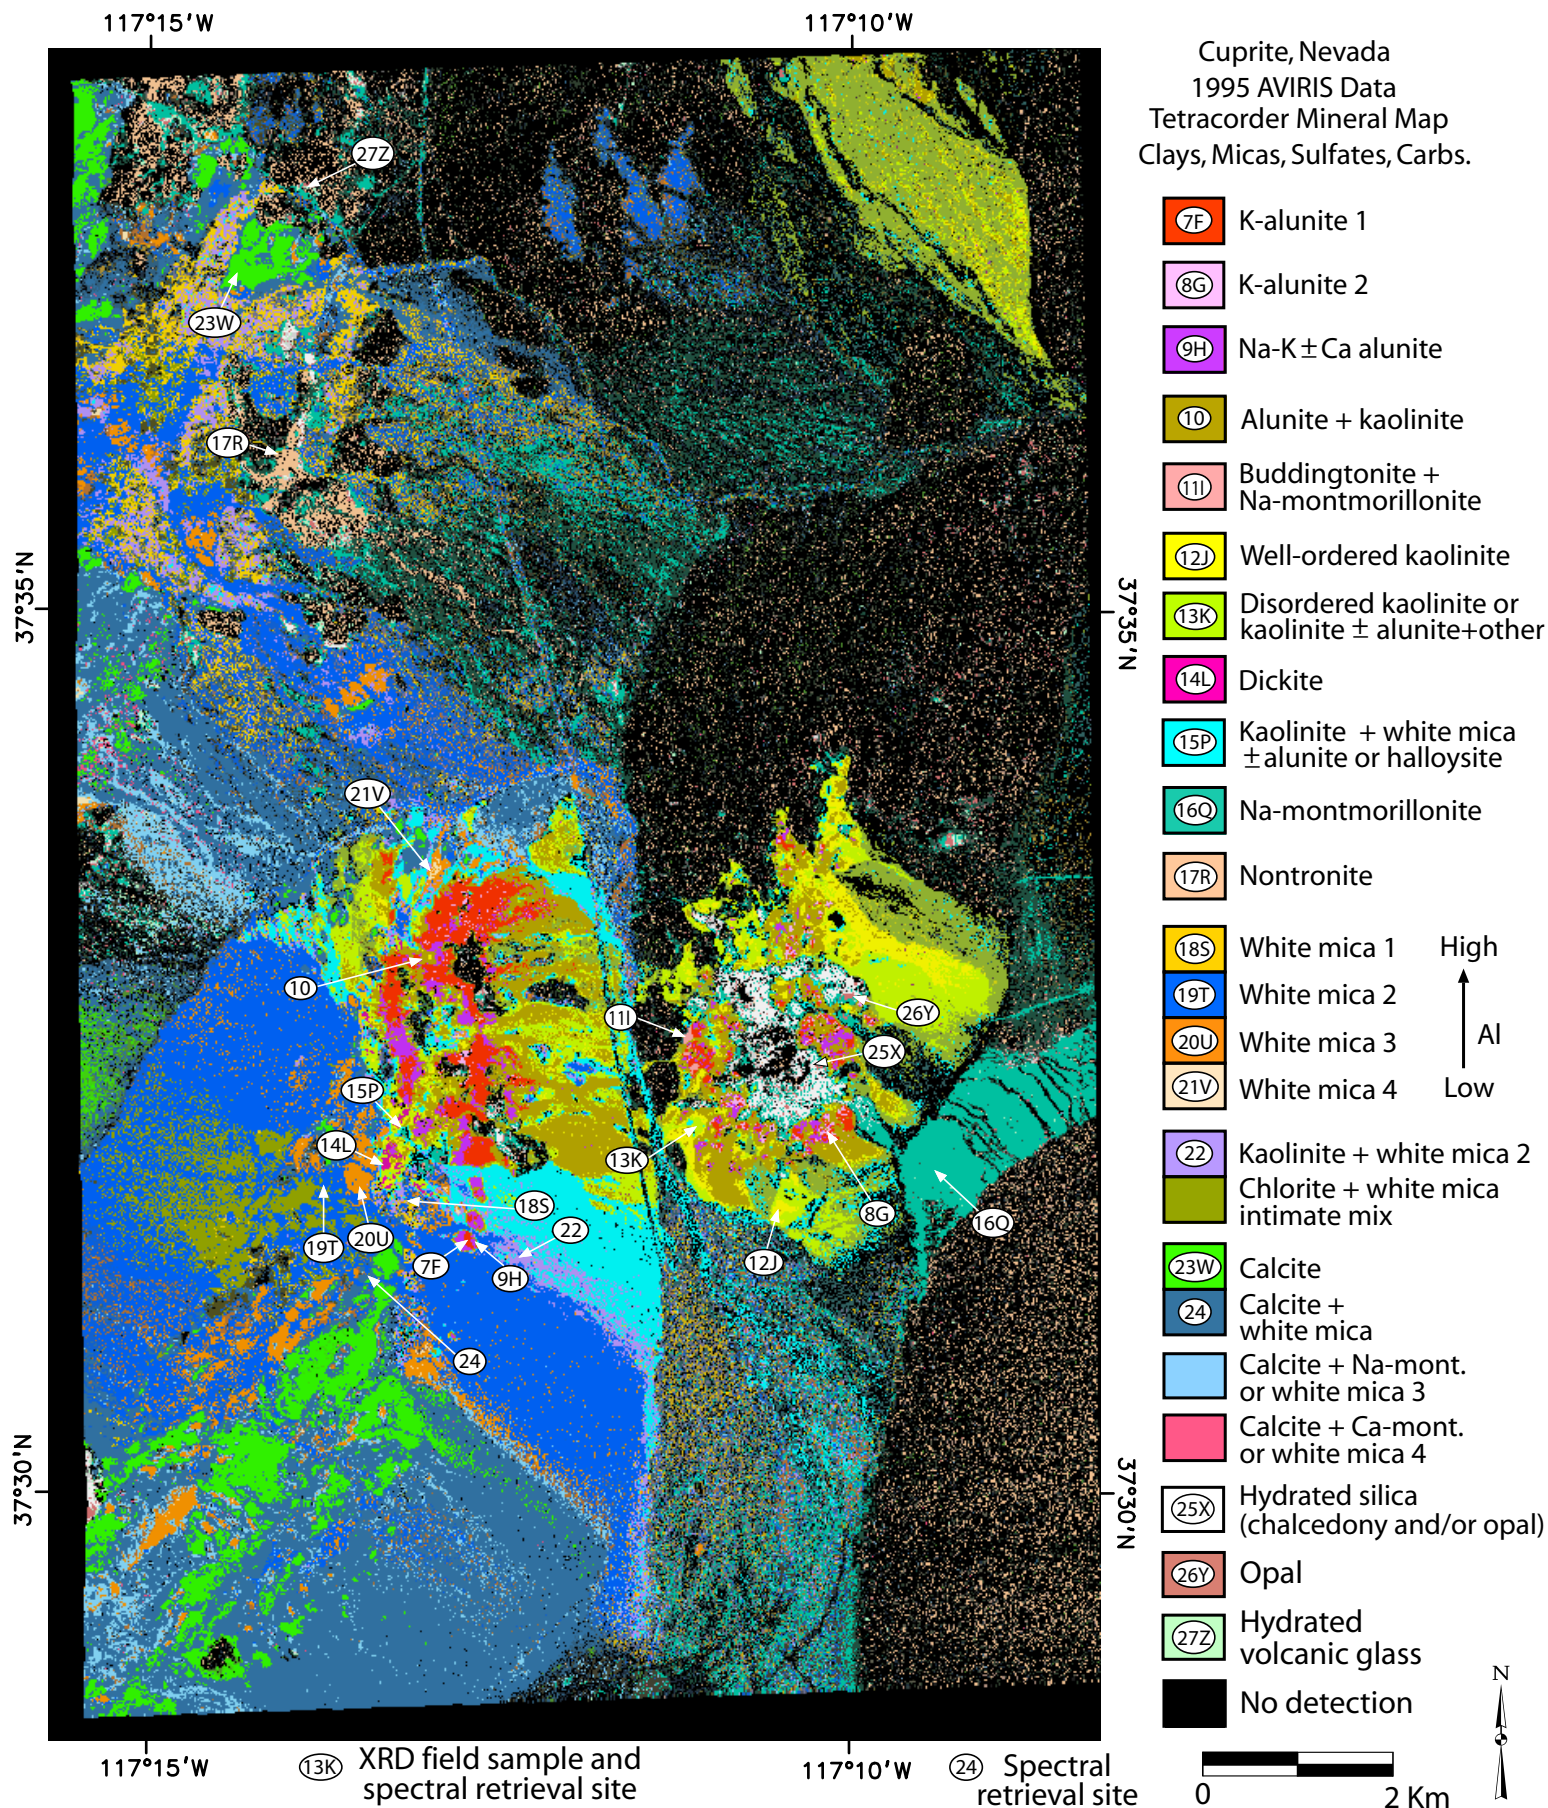 117°15'W
117°10'W
Cuprite, Nevada
1995 AVIRIS Data
Tetracorder Mineral Map
Clays, Micas, Sulfates, Carbs.
7F K-alunite 1
8G K-alunite 2
9H Na-K±Ca alunite
10 Alunite + kaolinite
11I Buddingtonite +
Na-montmorillonite
12J Well-ordered kaolinite
13K Disordered kaolinite or
kaolinite ± alunite+other
14L Dickite
15P Kaolinite + white mica
±alunite or halloysite
16Q Na-montmorillonite
17R Nontronite
18S White mica 1 High
19T White mica 2
20U White mica 3 Al
21V White mica 4 Low
22 Kaolinite + white mica 2
Chlorite + white mica
intimate mix
23W Calcite
24 Calcite +
white mica
Calcite + Na-mont.
or white mica 3
Calcite + Ca-mont.
or white mica 4
25X Hydrated silica
(chalcedony and/or opal)
26Y Opal
27Z Hydrated
volcanic glass
No detection
N
0 2 Km
27Z
23W
17R
37°35'N
37°35'N
21V
10
11I
26Y
25X
15P
14L
13K
18S
8G
16Q
22
19T
20U
7F
9H
12J
24
37°30'N
37°30'N
117°15'W
117°10'W
13K XRD field sample and
spectral retrieval site
24 Spectral
retrieval site